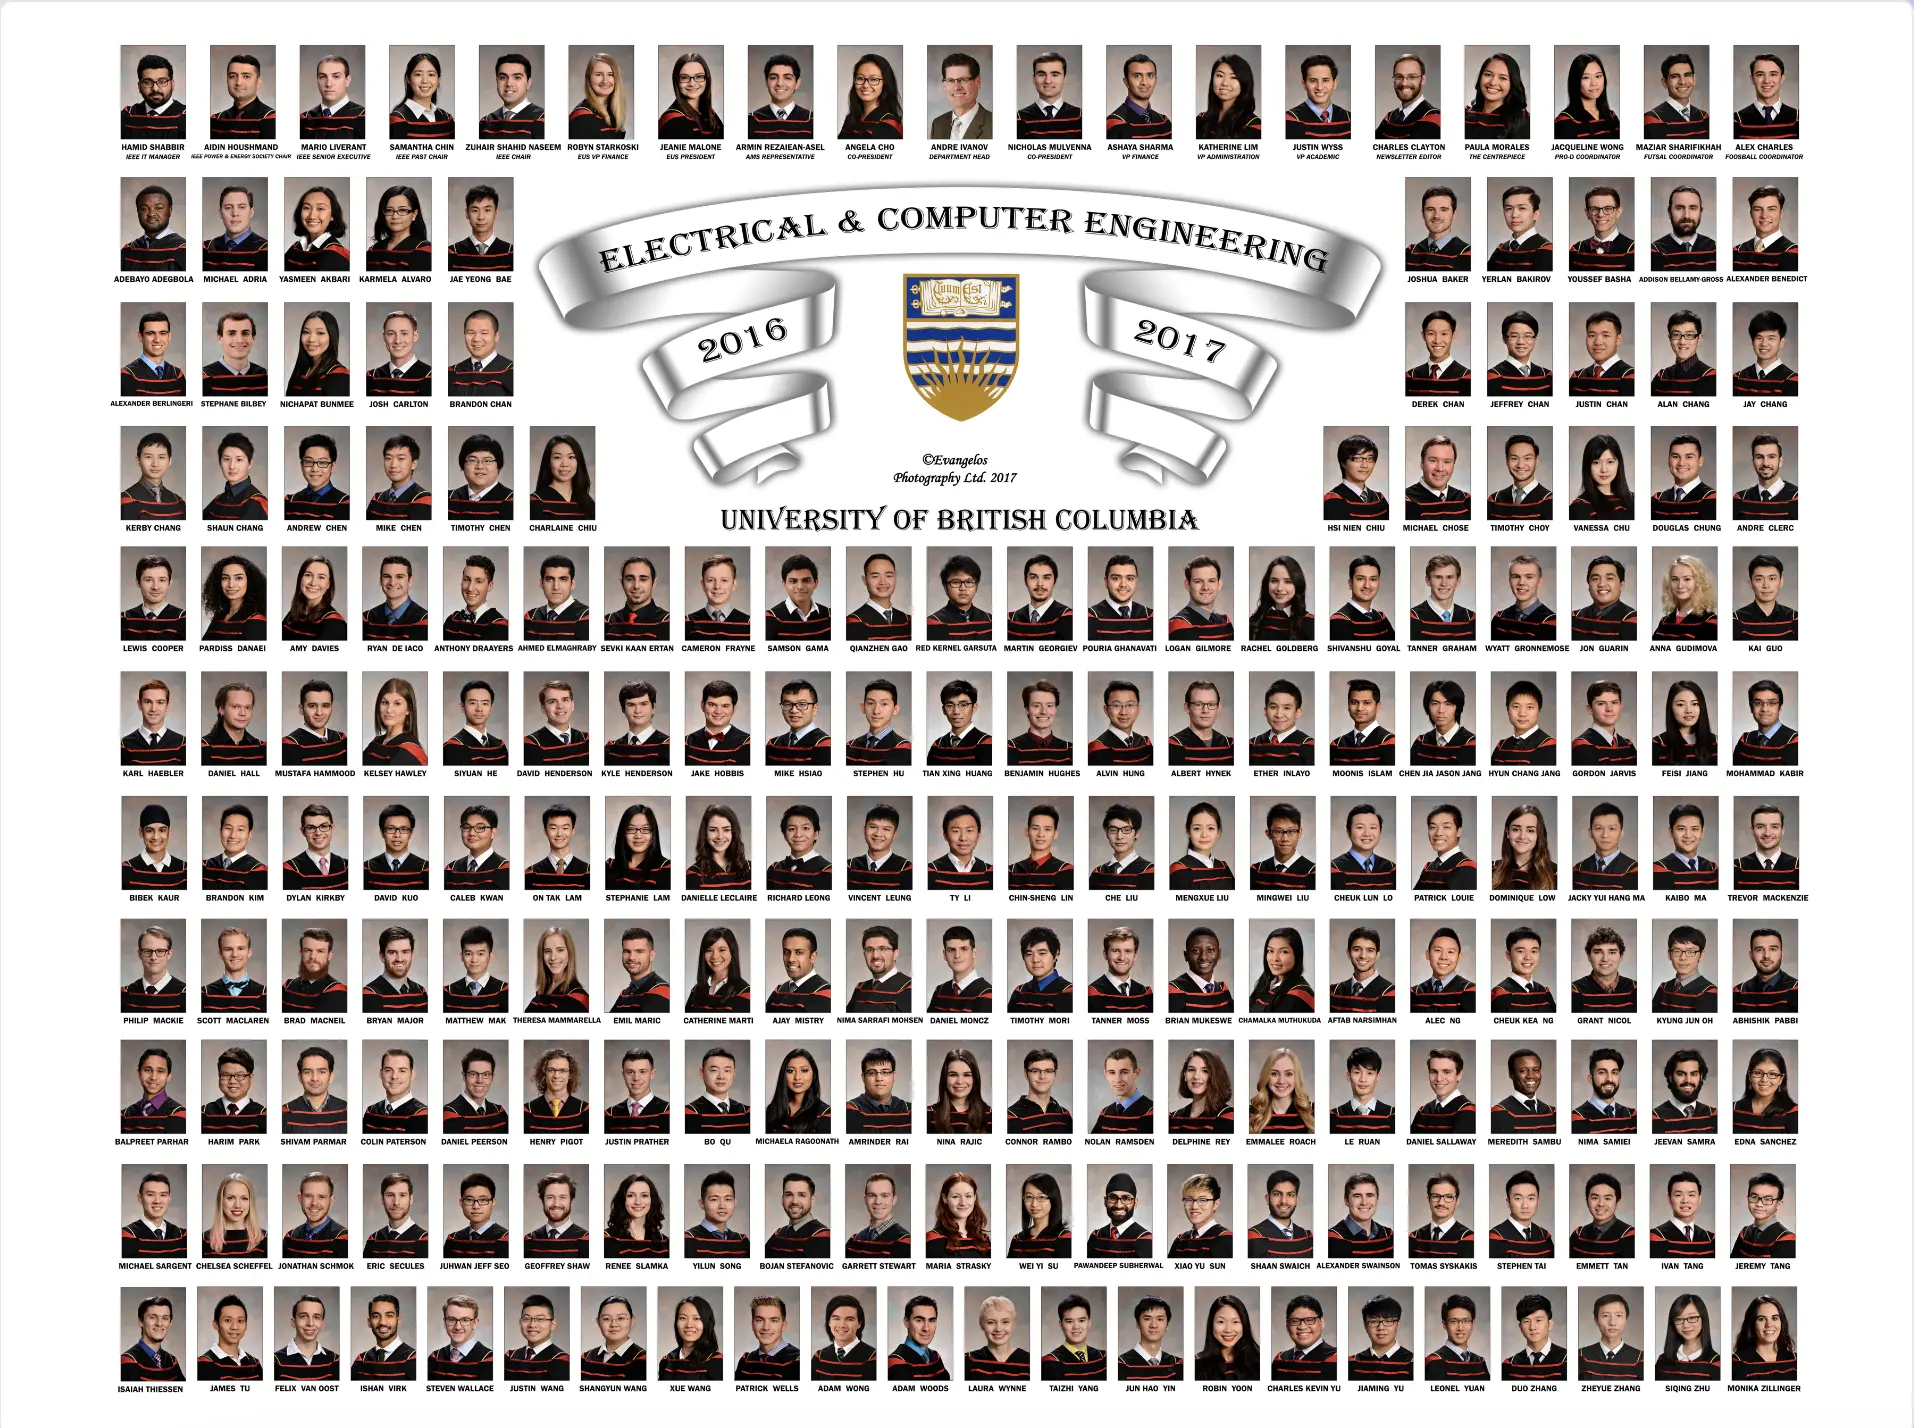 HAMID SHABBIR AIDIN HOUSHMAND MARIO LIVERANT SAMANTHA CHIN ZUHAIR SHAHID NASEEM ROBYN STARKOSKI JEANIE MALONE ARMIN REZAIEAN-ASEL ANGELA CHO ANDRE IVANOV NICHOLAS MULVENNA ASHAYA SHARMA KATHERINE LIM JUSTIN WYSS CHARLES CLAYTON PAULA MORALES JACQUELINE WONG MAZIAR SHARIFIKHAH ALEX CHARLES
IEEE IT MANAGER IEEE POWER & ENERGY SOCIETY CHAIR IEEE SENIOR EXECUTIVE IEEE PAST CHAIR IEEE CHAIR EUS VP FINANCE EUS PRESIDENT AMS REPRESENTATIVE CO-PRESIDENT DEPARTMENT HEAD CO-PRESIDENT VP FINANCE VP ADMINISTRATION VP ACADEMIC NEWSLETTER EDITOR THE CENTREPIECE PRO-D COORDINATOR FUTSAL COORDINATOR FOOSBALL COORDINATOR
ELECTRICAL & COMPUTER ENGINEERING
ADEBAYO ADEGBOLA MICHAEL ADRIA YASMEEN AKBARI KARMELA ALVARO JAE YEONG BAE JOSHUA BAKER YERLAN BAKIROV YOUSSEF BASHA ADDISON BELLAMY-GROSS ALEXANDER BENEDICT
Tuum Est
2016 2017
ALEXANDER BERLINGERI STEPHANE BILBEY NICHAPAT BUNMEE JOSH CARLTON BRANDON CHAN DEREK CHAN JEFFREY CHAN JUSTIN CHAN ALAN CHANG JAY CHANG
©Evangelos
Photography Ltd. 2017
UNIVERSITY OF BRITISH COLUMBIA
KERBY CHANG SHAUN CHANG ANDREW CHEN MIKE CHEN TIMOTHY CHEN CHARLAINE CHIU HSI NIEN CHIU MICHAEL CHOSE TIMOTHY CHOY VANESSA CHU DOUGLAS CHUNG ANDRE CLERC
LEWIS COOPER PARDISS DANAEI AMY DAVIES RYAN DE IACO ANTHONY DRAAYERS AHMED ELMAGHRABY SEVKI KAAN ERTAN CAMERON FRAYNE SAMSON GAMA QIANZHEN GAO RED KERNEL GARSUTA MARTIN GEORGIEV POURIA GHANAVATI LOGAN GILMORE RACHEL GOLDBERG SHIVANSHU GOYAL TANNER GRAHAM WYATT GRONNEMOSE JON GUARIN ANNA GUDIMOVA KAI GUO
KARL HAEBLER DANIEL HALL MUSTAFA HAMMOOD KELSEY HAWLEY SIYUAN HE DAVID HENDERSON KYLE HENDERSON JAKE HOBBIS MIKE HSIAO STEPHEN HU TIAN XING HUANG BENJAMIN HUGHES ALVIN HUNG ALBERT HYNEK ETHER INLAYO MOONIS ISLAM CHEN JIA JASON JANG HYUN CHANG JANG GORDON JARVIS FEISI JIANG MOHAMMAD KABIR
BIBEK KAUR BRANDON KIM DYLAN KIRKBY DAVID KUO CALEB KWAN ON TAK LAM STEPHANIE LAM DANIELLE LECLAIRE RICHARD LEONG VINCENT LEUNG TY LI CHIN-SHENG LIN CHE LIU MENGXUE LIU MINGWEI LIU CHEUK LUN LO PATRICK LOUIE DOMINIQUE LOW JACKY YUI HANG MA KAIBO MA TREVOR MACKENZIE
PHILIP MACKIE SCOTT MACLAREN BRAD MACNEIL BRYAN MAJOR MATTHEW MAK THERESA MAMMARELLA EMIL MARIC CATHERINE MARTI AJAY MISTRY NIMA SARRAFI MOHSEN DANIEL MONCZ TIMOTHY MORI TANNER MOSS BRIAN MUKESWE CHAMALKA MUTHUKUDA AFTAB NARSIMHAN ALEC NG CHEUK KEA NG GRANT NICOL KYUNG JUN OH ABHISHIK PABBI
BALPREET PARHAR HARIM PARK SHIVAM PARMAR COLIN PATERSON DANIEL PEERSON HENRY PIGOT JUSTIN PRATHER BO QU MICHAELA RAGOONATH AMRINDER RAI NINA RAJIC CONNOR RAMBO NOLAN RAMSDEN DELPHINE REY EMMALEE ROACH LE RUAN DANIEL SALLAWAY MEREDITH SAMBU NIMA SAMIEI JEEVAN SAMRA EDNA SANCHEZ
MICHAEL SARGENT CHELSEA SCHEFFEL JONATHAN SCHMOK ERIC SECULES JUHWAN JEFF SEO GEOFFREY SHAW RENEE SLAMKA YILUN SONG BOJAN STEFANOVIC GARRETT STEWART MARIA STRASKY WEI YI SU PAWANDEEP SUBHERWAL XIAO YU SUN SHAAN SWAICH ALEXANDER SWAINSON TOMAS SYSKAKIS STEPHEN TAI EMMETT TAN IVAN TANG JEREMY TANG
ISAIAH THIESSEN JAMES TU FELIX VAN OOST ISHAN VIRK STEVEN WALLACE JUSTIN WANG SHANGYUN WANG XUE WANG PATRICK WELLS ADAM WONG ADAM WOODS LAURA WYNNE TAIZHI YANG JUN HAO YIN ROBIN YOON CHARLES KEVIN YU JIAMING YU LEONEL YUAN DUO ZHANG ZHEYUE ZHANG SIQING ZHU MONIKA ZILLINGER